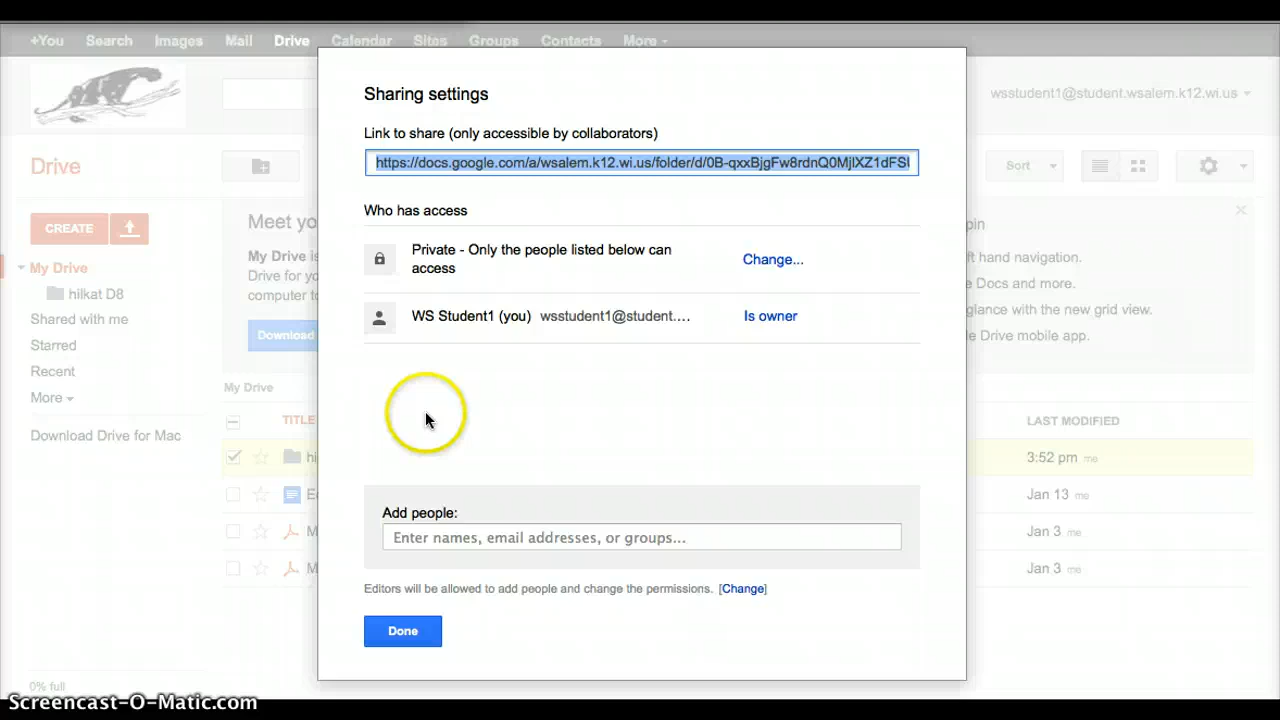 +You Search Images Mail Drive Calendar Sites Groups Contacts More
Sharing settings
wsstudent1@student.wsalem.k12.wi.us
Link to share (only accessible by collaborators)
https://docs.google.com/a/wsalem.k12.wi.us/folder/d/0B-qxxBjgFw8rdnQ0MjlXZ1dFSl
Drive
Sort
CREATE
Who has access
Meet
My Drive
Drive for
computer to
Download
Private - Only the people listed below can
access
Change...
WS Student1 (you) wsstudent1@student....
Is owner
ft hand navigation.
Docs and more.
glance with the new grid view.
Drive mobile app.
My Drive
hilkat D8
Shared with me
Starred
Recent
More
Download Drive for Mac
My Drive
TITLE
LAST MODIFIED
3:52 pm me
Jan 13 me
Jan 3 me
Jan 3 me
Add people:
Enter names, email addresses, or groups...
Editors will be allowed to add people and change the permissions. [Change]
Done
0% full
Screencast-O-Matic.com